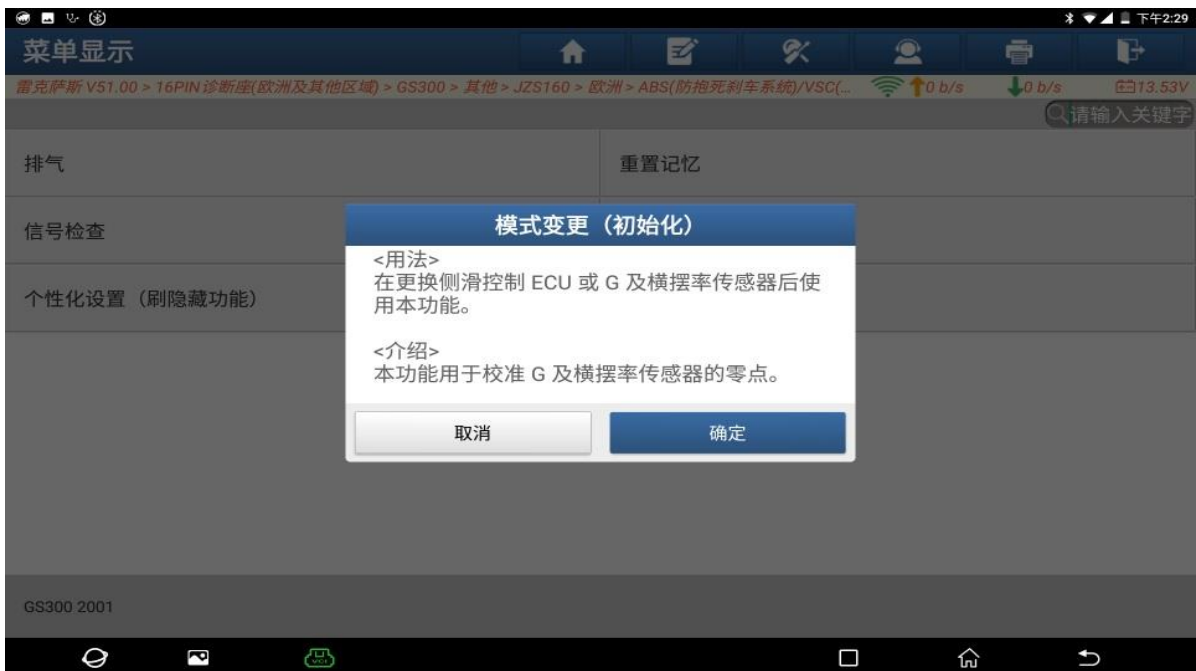 下午2:29
菜单显示
雷克萨斯 V51.00 > 16PIN诊断座(欧洲及其他区域) > GS300 > 其他 > JZS160 > 欧洲 > ABS(防抱死刹车系统)/VSC(...
0 b/s
0 b/s
13.53V
请输入关键字
排气
重置记忆
信号检查
个性化设置（刷隐藏功能）
模式变更（初始化）
<用法>
在更换侧滑控制 ECU 或 G 及横摆率传感器后使
用本功能。
<介绍>
本功能用于校准 G 及横摆率传感器的零点。
取消
确定
GS300 2001
VCI